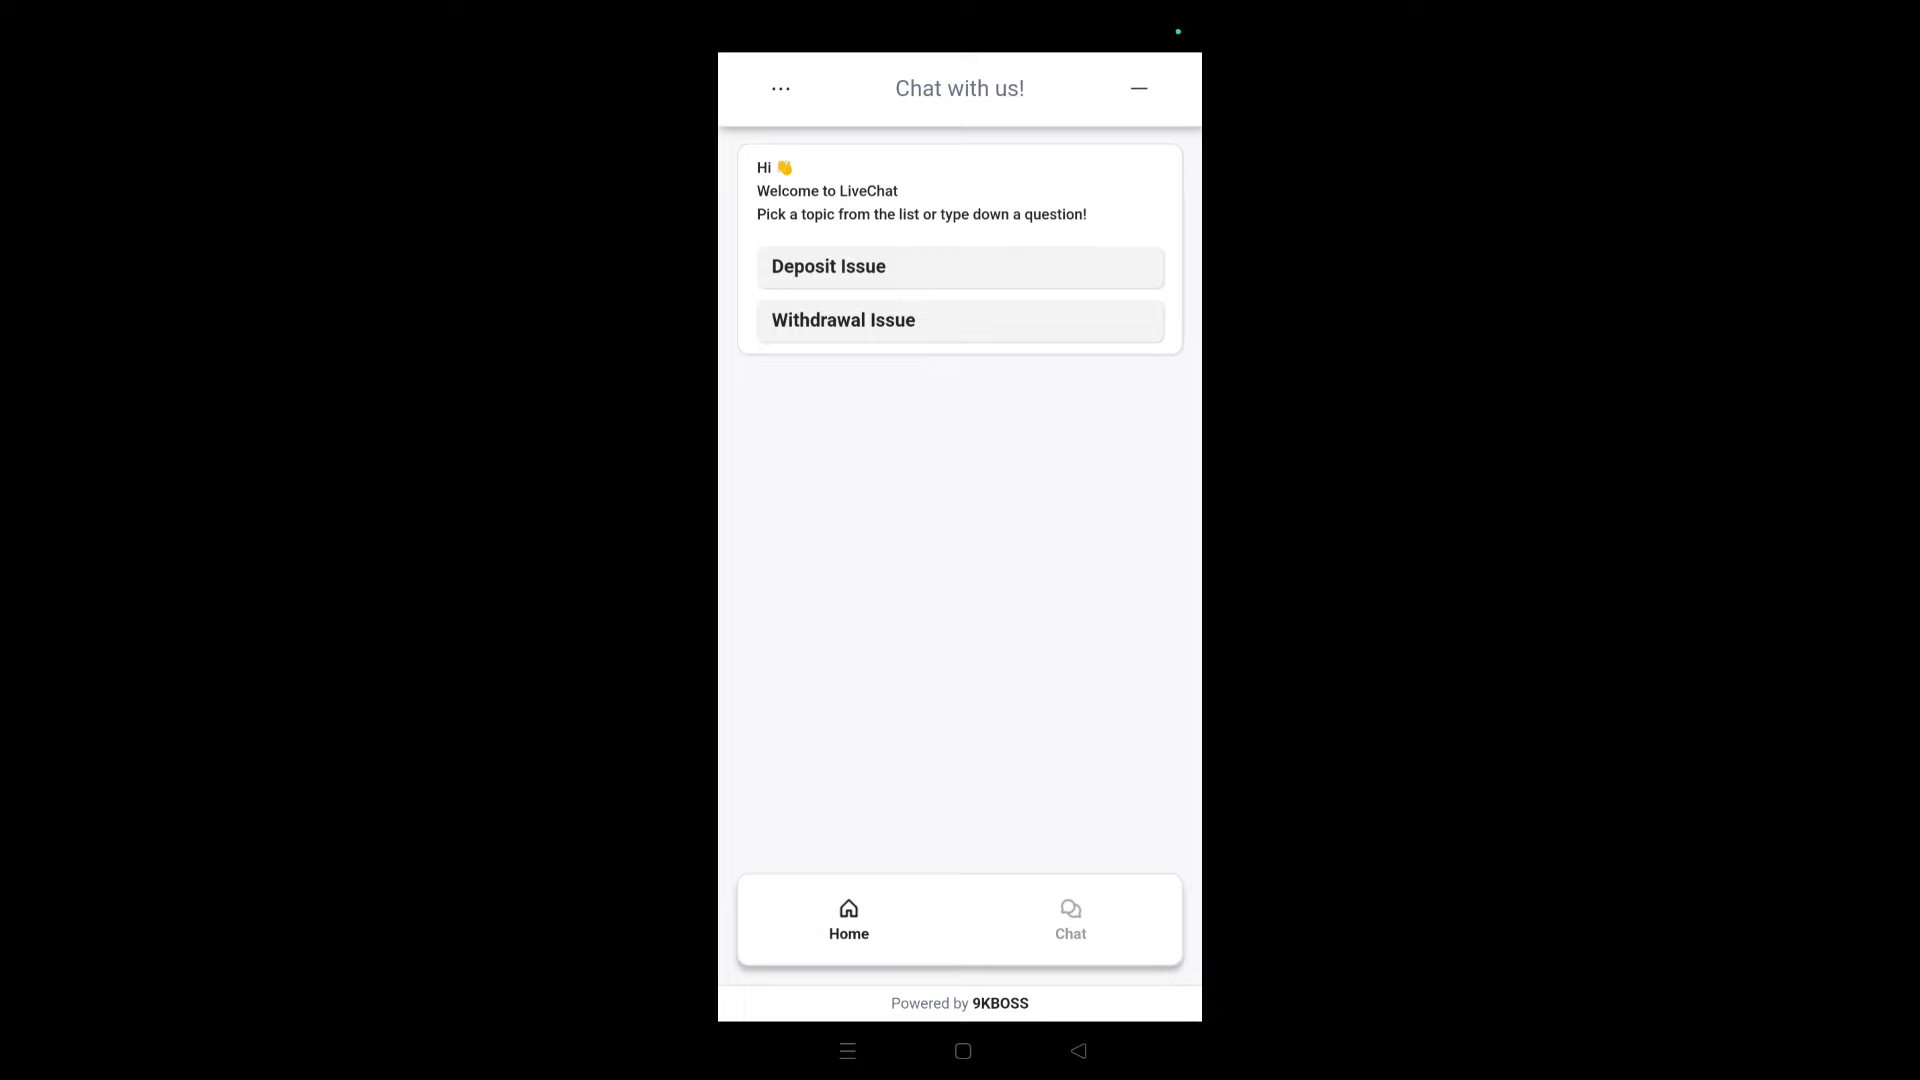 Chat with us!
Hi 👋
Welcome to LiveChat
Pick a topic from the list or type down a question!
Deposit Issue
Withdrawal Issue
Home
Chat
Powered by 9KBOSS